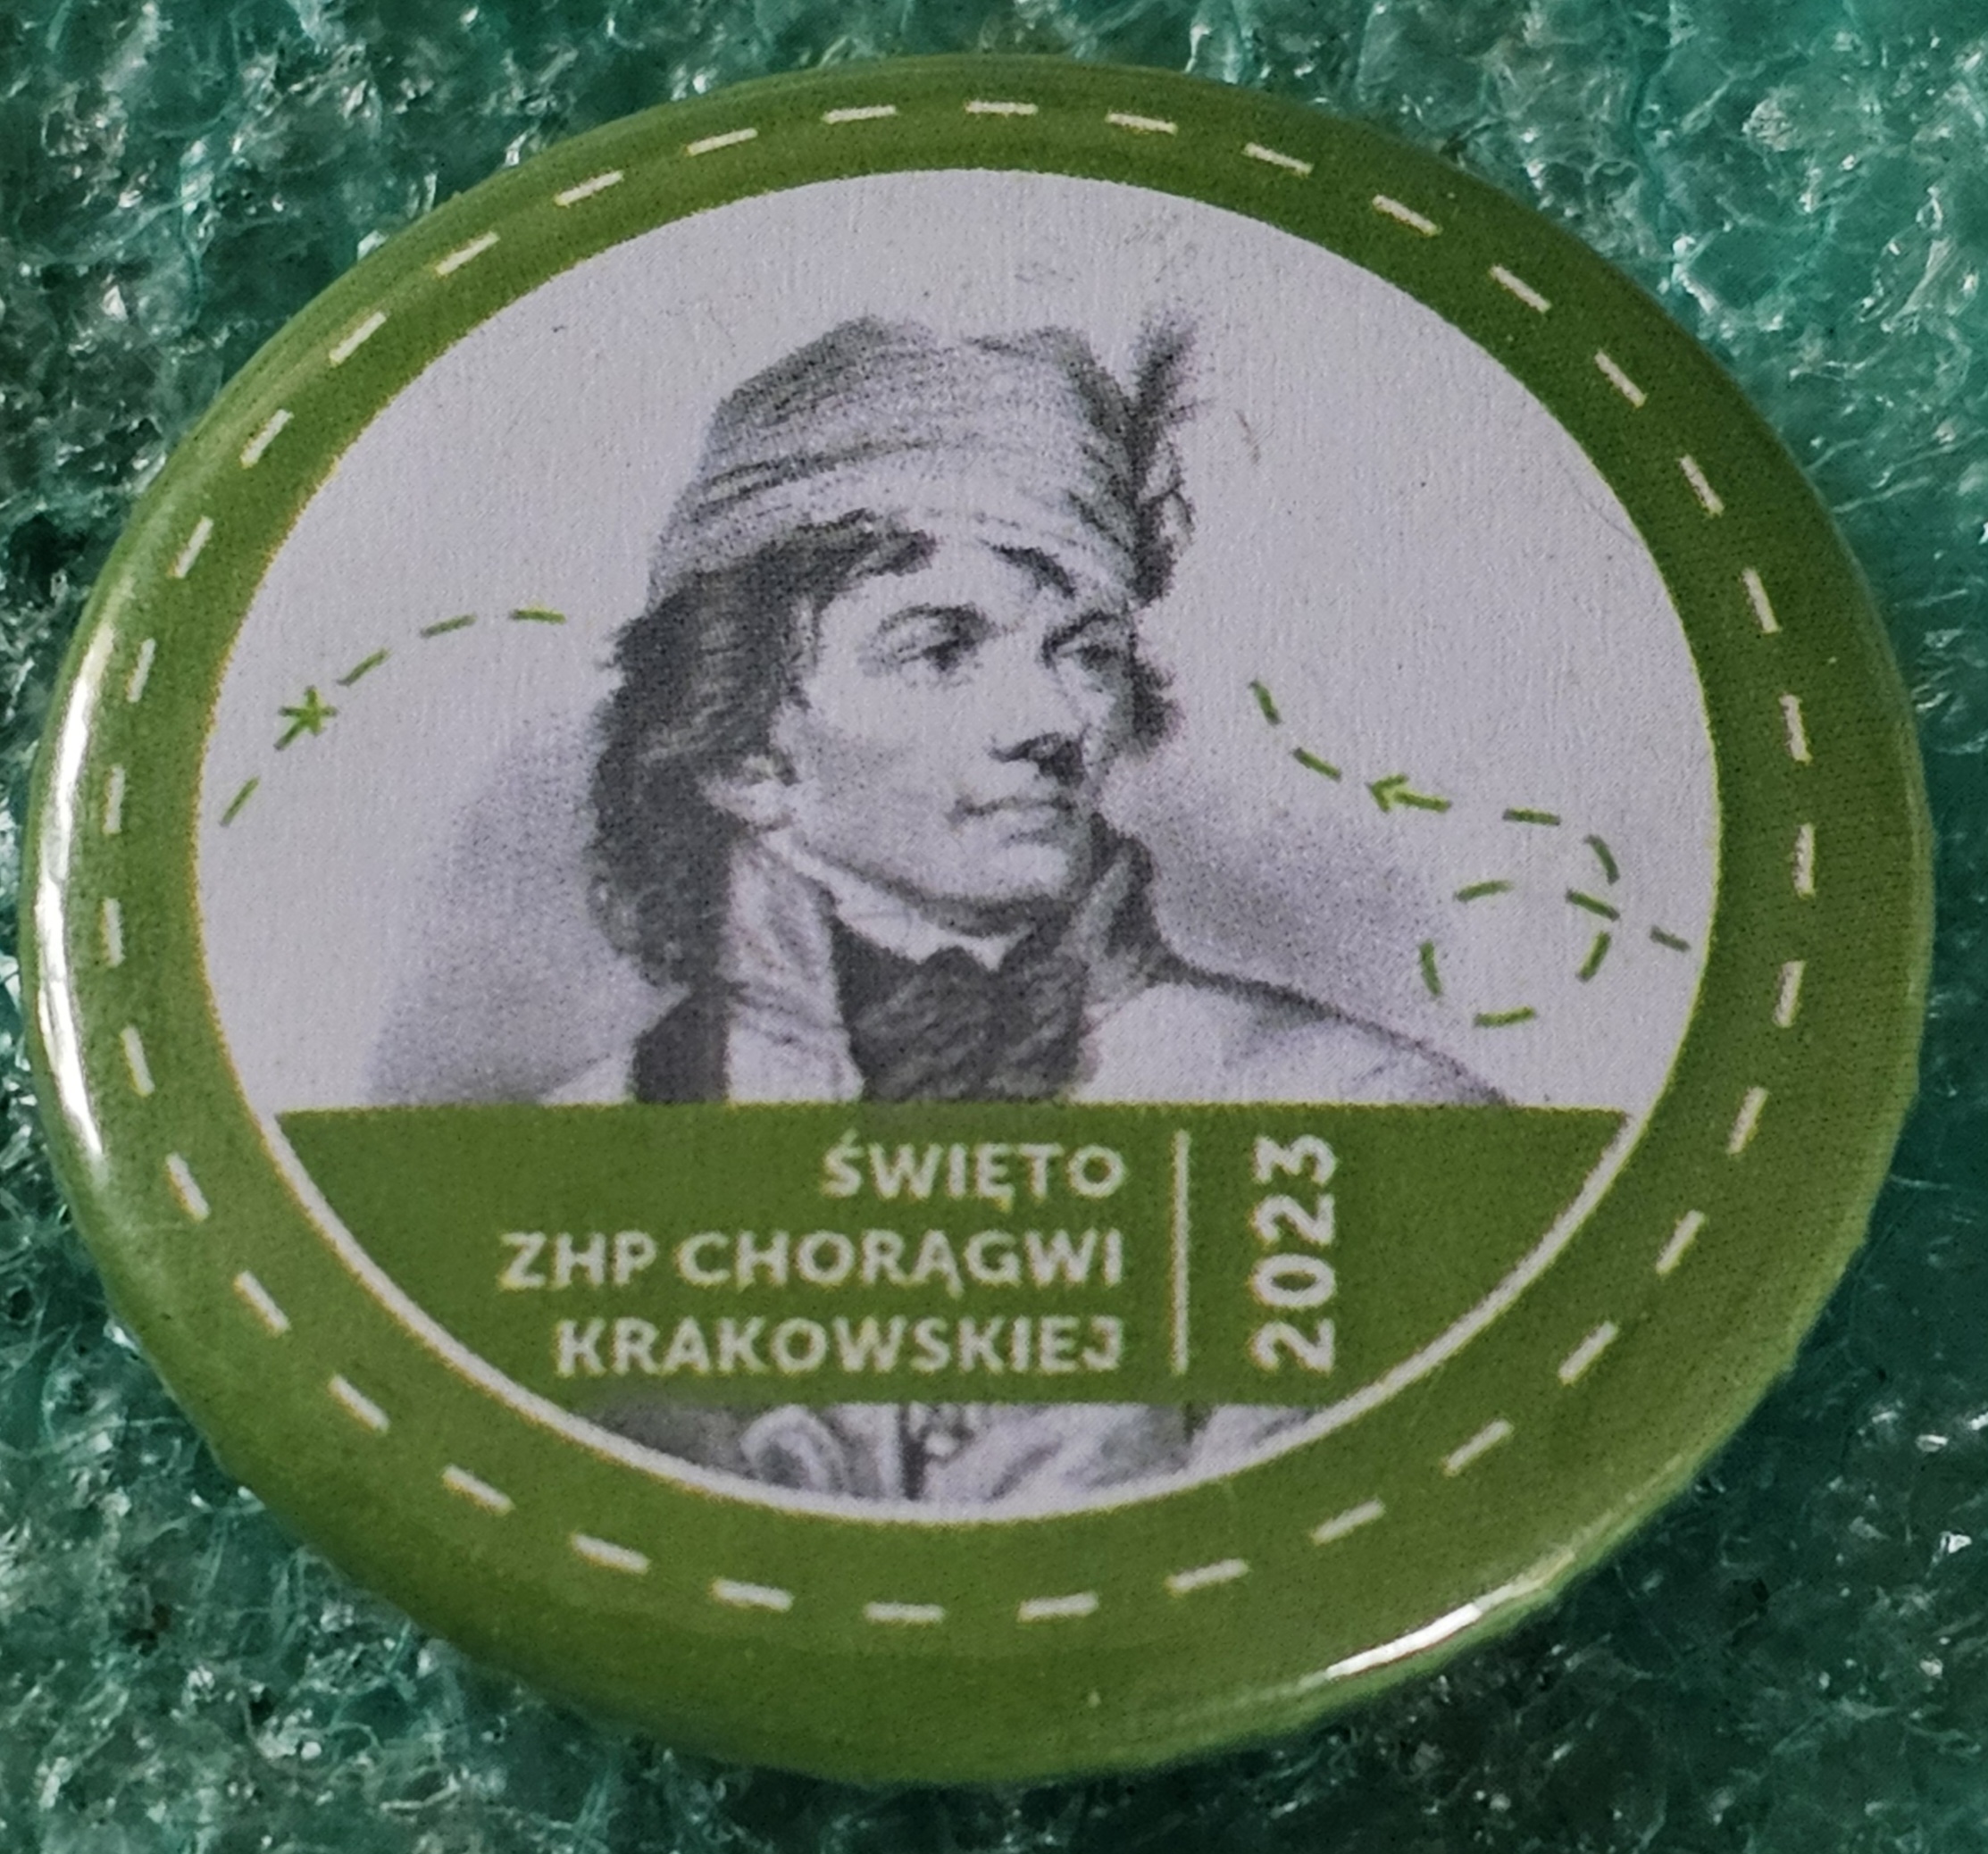 ŚWIĘTO
ZHP CHORĄGWI
KRAKOWSKIEJ
2023